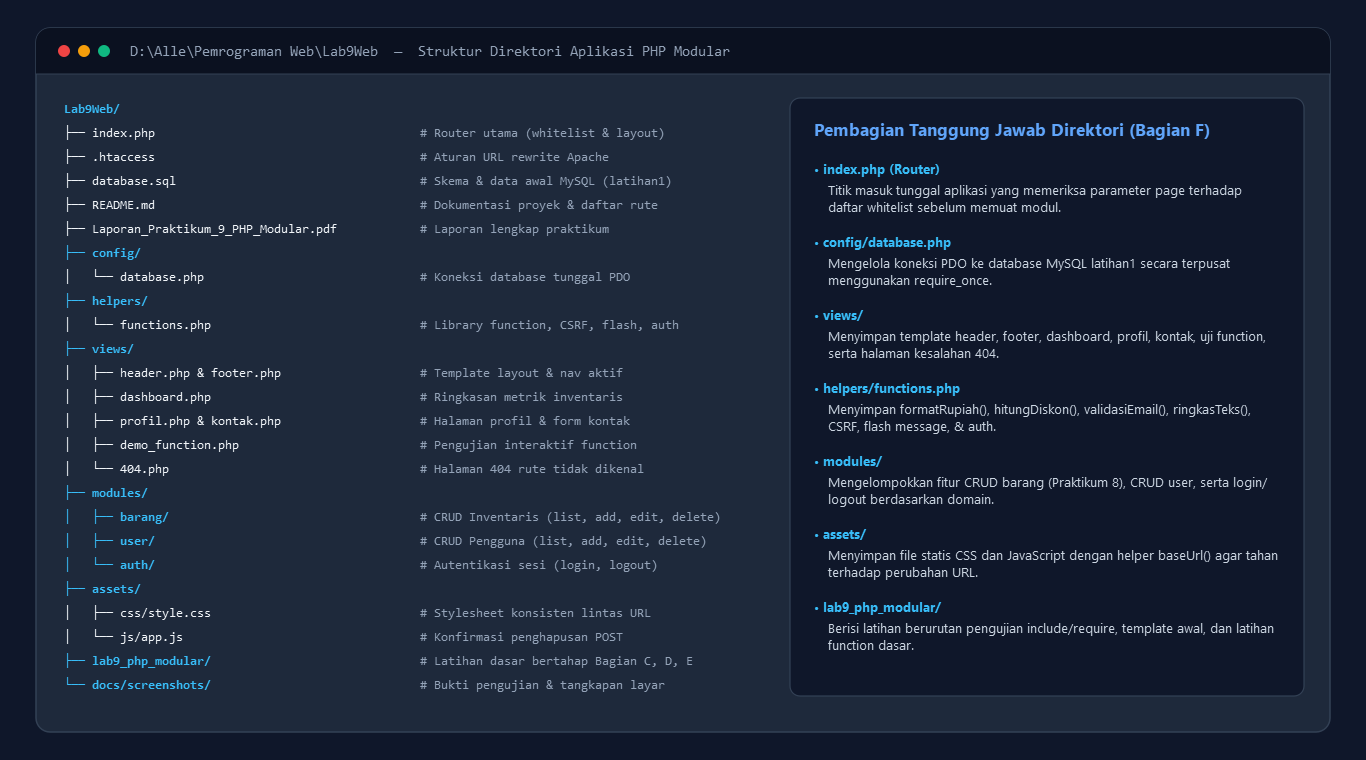 D:\Alle\Pemrograman Web\Lab9Web — Struktur Direktori Aplikasi PHP Modular
Lab9Web/
├── index.php # Router utama (whitelist & layout)
├── .htaccess # Aturan URL rewrite Apache
├── database.sql # Skema & data awal MySQL (latihan1)
├── README.md # Dokumentasi proyek & daftar rute
├── Laporan_Praktikum_9_PHP_Modular.pdf # Laporan lengkap praktikum
├── config/
│   └── database.php # Koneksi database tunggal PDO
├── helpers/
│   └── functions.php # Library function, CSRF, flash, auth
├── views/
│   ├── header.php & footer.php # Template layout & nav aktif
│   ├── dashboard.php # Ringkasan metrik inventaris
│   ├── profil.php & kontak.php # Halaman profil & form kontak
│   ├── demo_function.php # Pengujian interaktif function
│   └── 404.php # Halaman 404 rute tidak dikenal
├── modules/
│   ├── barang/ # CRUD Inventaris (list, add, edit, delete)
│   ├── user/ # CRUD Pengguna (list, add, edit, delete)
│   └── auth/ # Autentikasi sesi (login, logout)
├── assets/
│   ├── css/style.css # Stylesheet konsisten lintas URL
│   └── js/app.js # Konfirmasi penghapusan POST
├── lab9_php_modular/ # Latihan dasar bertahap Bagian C, D, E
└── docs/screenshots/ # Bukti pengujian & tangkapan layar
Pembagian Tanggung Jawab Direktori (Bagian F)
• index.php (Router)
Titik masuk tunggal aplikasi yang memeriksa parameter page terhadap
daftar whitelist sebelum memuat modul.
• config/database.php
Mengelola koneksi PDO ke database MySQL latihan1 secara terpusat
menggunakan require_once.
• views/
Menyimpan template header, footer, dashboard, profil, kontak, uji function,
serta halaman kesalahan 404.
• helpers/functions.php
Menyimpan formatRupiah(), hitungDiskon(), validasiEmail(), ringkasTeks(),
CSRF, flash message, & auth.
• modules/
Mengelompokkan fitur CRUD barang (Praktikum 8), CRUD user, serta login/
logout berdasarkan domain.
• assets/
Menyimpan file statis CSS dan JavaScript dengan helper baseUrl() agar tahan
terhadap perubahan URL.
• lab9_php_modular/
Berisi latihan berurutan pengujian include/require, template awal, dan latihan
function dasar.